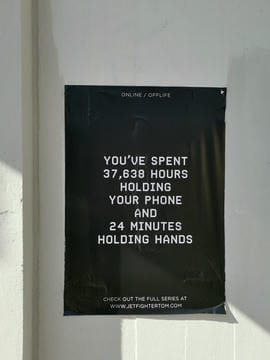 ONLINE / OFFLIFE
YOU'VE SPENT
37,638 HOURS
HOLDING
YOUR PHONE
AND
24 MINUTES
HOLDING HANDS
CHECK OUT THE FULL SERIES AT
WWW.JETFIGHTERTOM.COM